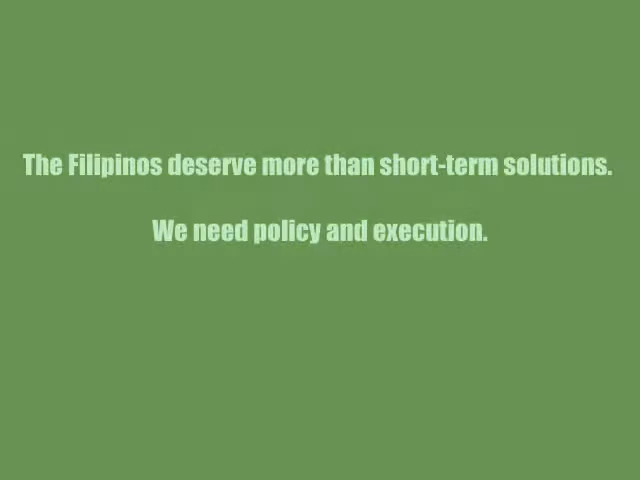 The Filipinos deserve more than short-term solutions.
We need policy and execution.